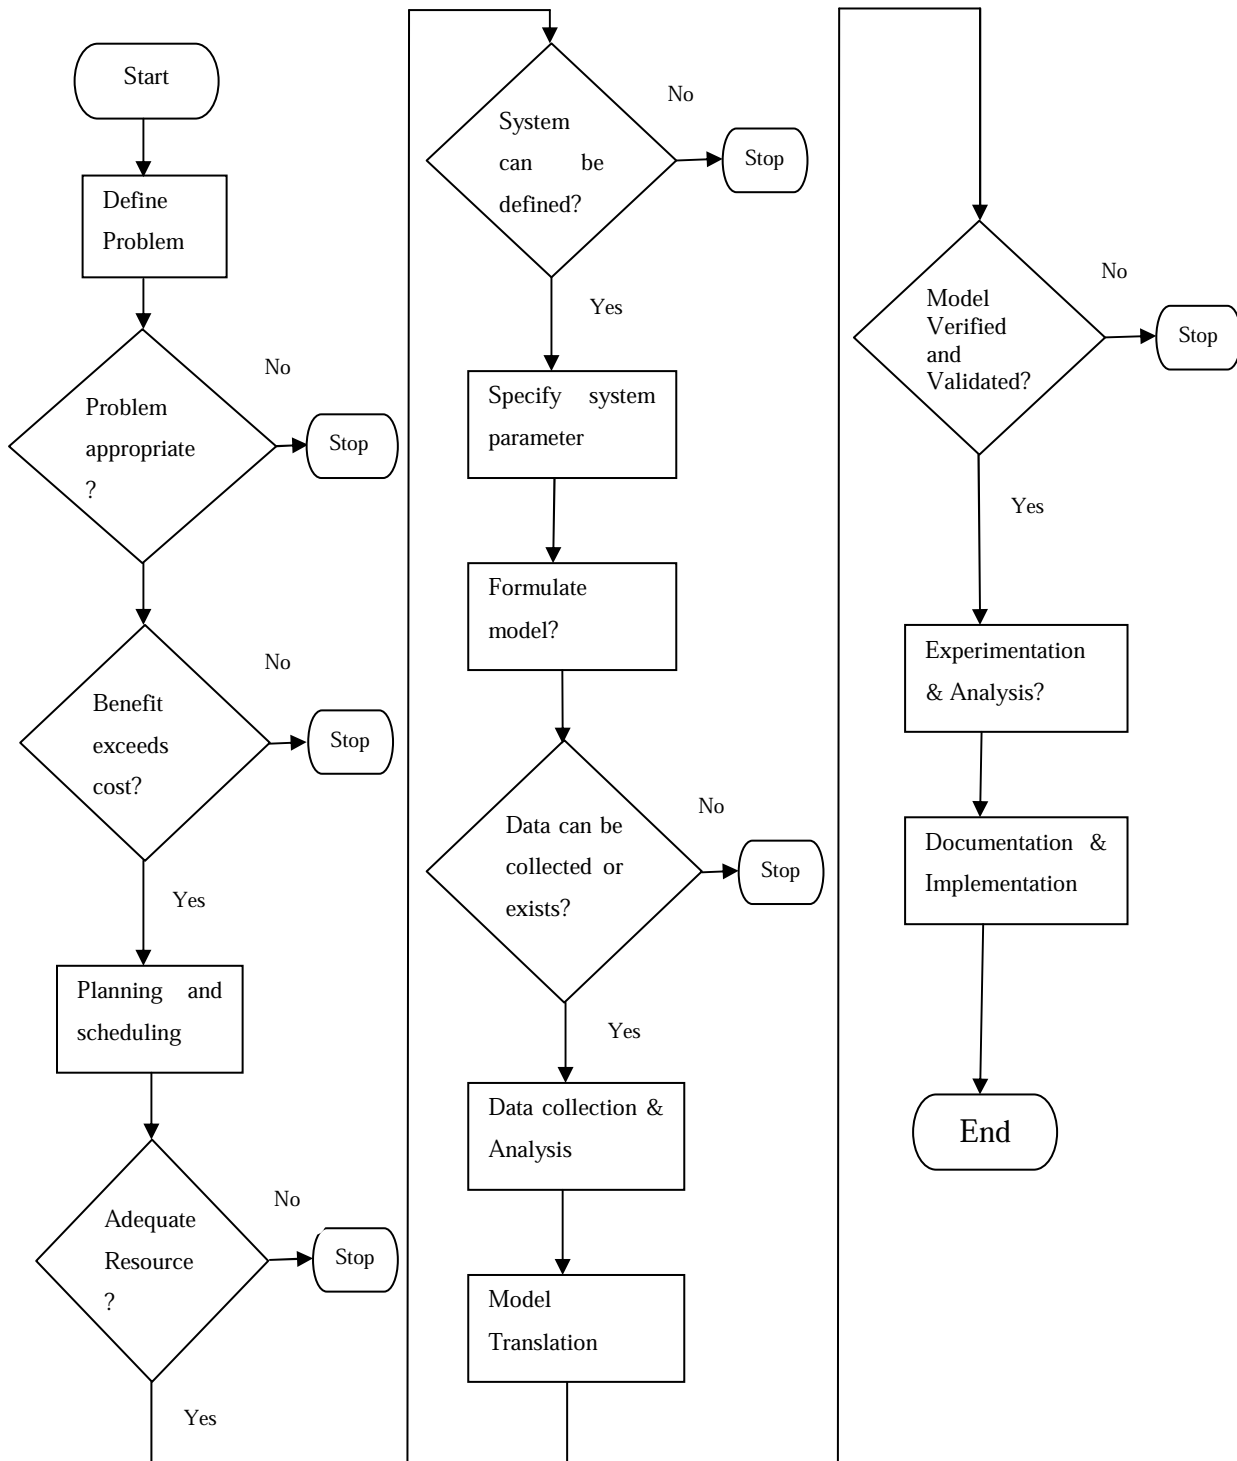 Start
Define
Problem
No
Problem
appropriate
?
Stop
No
Benefit
exceeds
cost?
Stop
Yes
Planning and
scheduling
No
Adequate
Resource
?
Stop
Yes
No
System
can be
defined?
Stop
Yes
Specify system
parameter
Formulate
model?
No
Data can be
collected or
exists?
Stop
Yes
Data collection &
Analysis
Model
Translation
No
Model
Verified
and
Validated?
Stop
Yes
Experimentation
& Analysis?
Documentation &
Implementation
End